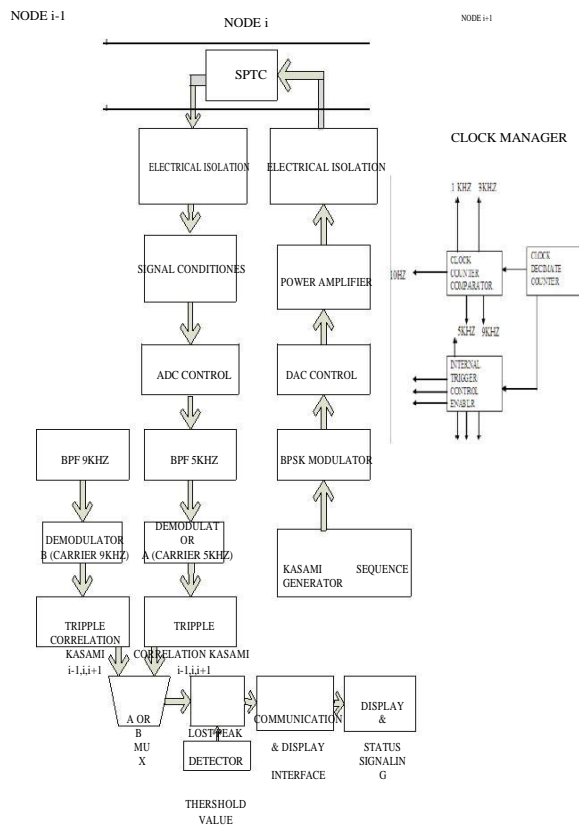 NODE i-1
NODE i
NODE i+1
SPTC
ELECTRICAL ISOLATION
ELECTRICAL ISOLATION
CLOCK MANAGER
1 KHZ 3KHZ
SIGNAL CONDITIONES
POWER AMPLIFIER
10HZ
CLOCK
COUNTER
COMPARATOR
CLOCK
DECIMATE
COUNTER
5KHZ 9KHZ
ADC CONTROL
DAC CONTROL
INTERNAL
TRIGGER
CONTROL
ENABLR
BPF 9KHZ
BPF 5KHZ
BPSK MODULATOR
DEMODULATOR
B (CARRIER 9KHZ)
DEMODULAT
OR
A (CARRIER 5KHZ)
KASAMI SEQUENCE
GENERATOR
TRIPPLE
CORRELATION
KASAMI
i-1,i,i+1
TRIPPLE
CORRELATION KASAMI
i-1,i,i+1
A OR
B
MU
X
LOST PEAK
DETECTOR
THERSHOLD
VALUE
COMMUNICATION
& DISPLAY
INTERFACE
DISPLAY
&
STATUS
SIGNALIN
G